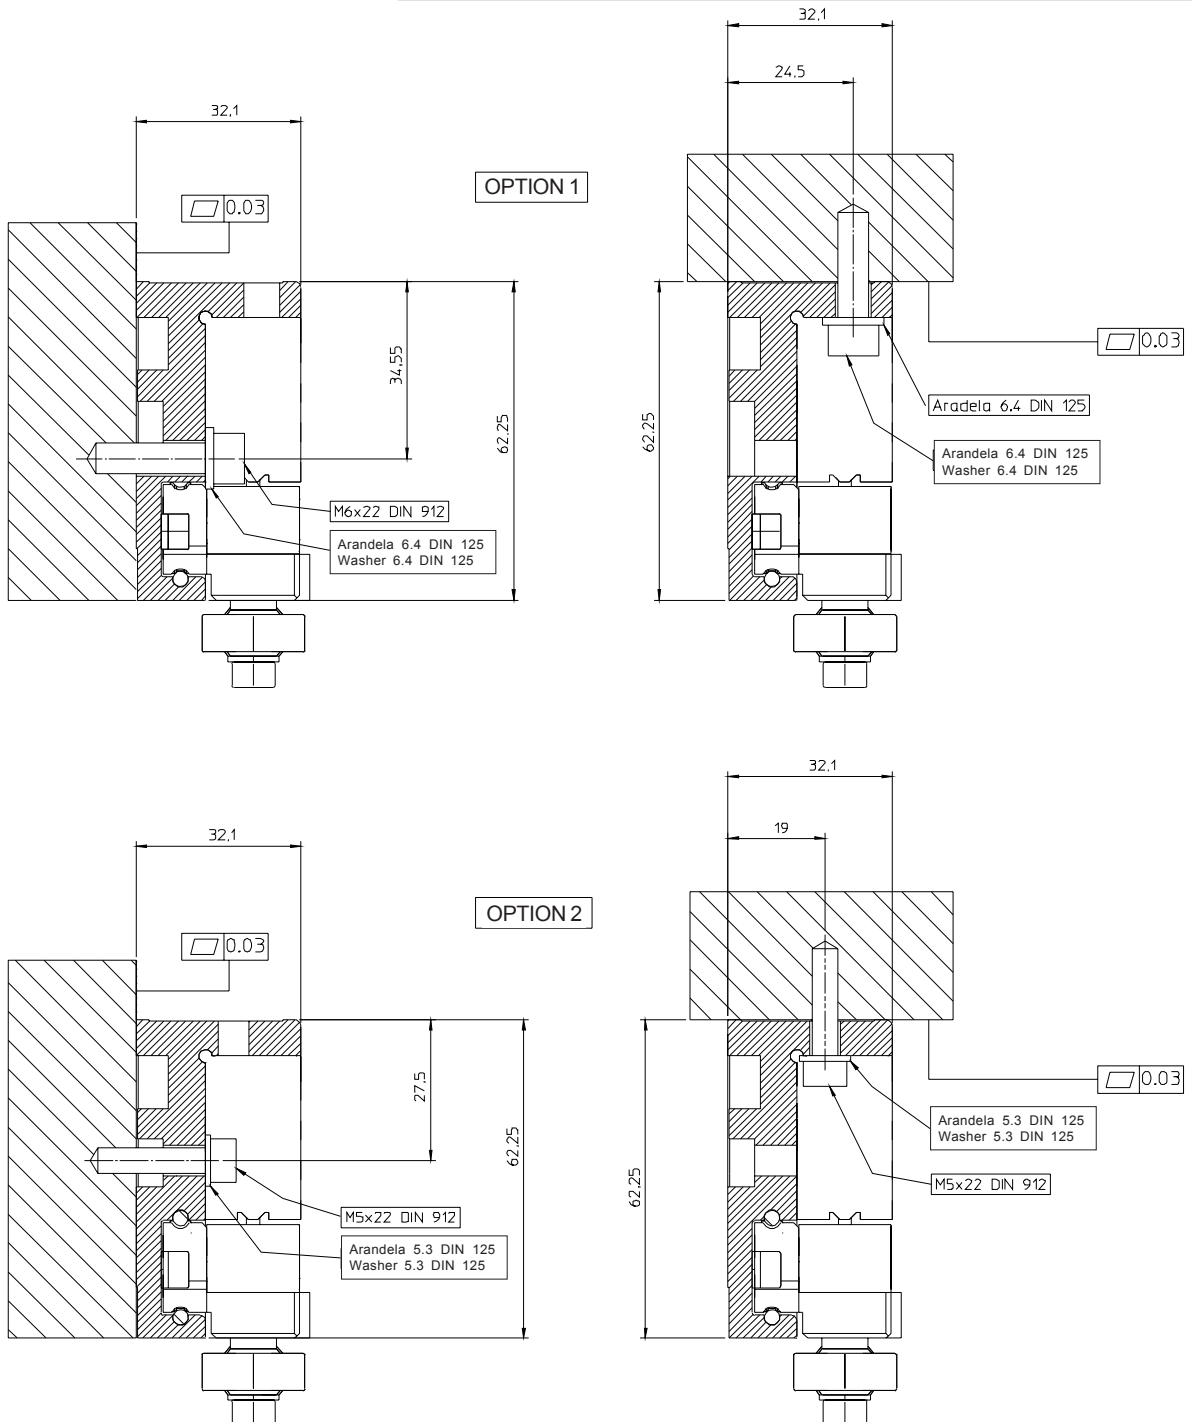 32,1
24.5
32,1
OPTION 1
0.03
34.55
62.25
62.25
0.03
Aradela 6.4 DIN 125
Arandela 6.4 DIN 125
Washer 6.4 DIN 125
M6x22 DIN 912
Arandela 6.4 DIN 125
Washer 6.4 DIN 125
32,1
19
32,1
OPTION 2
0.03
27.5
62.25
62.25
0.03
Arandela 5.3 DIN 125
Washer 5.3 DIN 125
M5x22 DIN 912
M5x22 DIN 912
Arandela 5.3 DIN 125
Washer 5.3 DIN 125